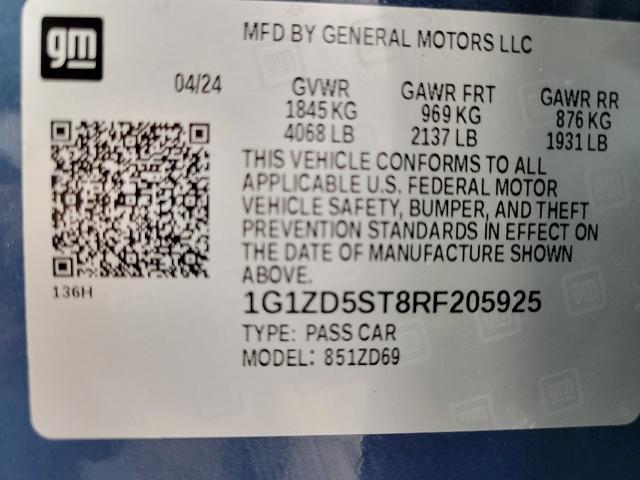 gm
MFD BY GENERAL MOTORS LLC
04/24
GVWR
1845 KG
4068 LB
GAWR FRT
969 KG
2137 LB
GAWR RR
876 KG
1931 LB
THIS VEHICLE CONFORMS TO ALL
APPLICABLE U.S. FEDERAL MOTOR
VEHICLE SAFETY, BUMPER, AND THEFT
PREVENTION STANDARDS IN EFFECT ON
THE DATE OF MANUFACTURE SHOWN
ABOVE.
136H
1G1ZD5ST8RF205925
TYPE: PASS CAR
MODEL: 851ZD69